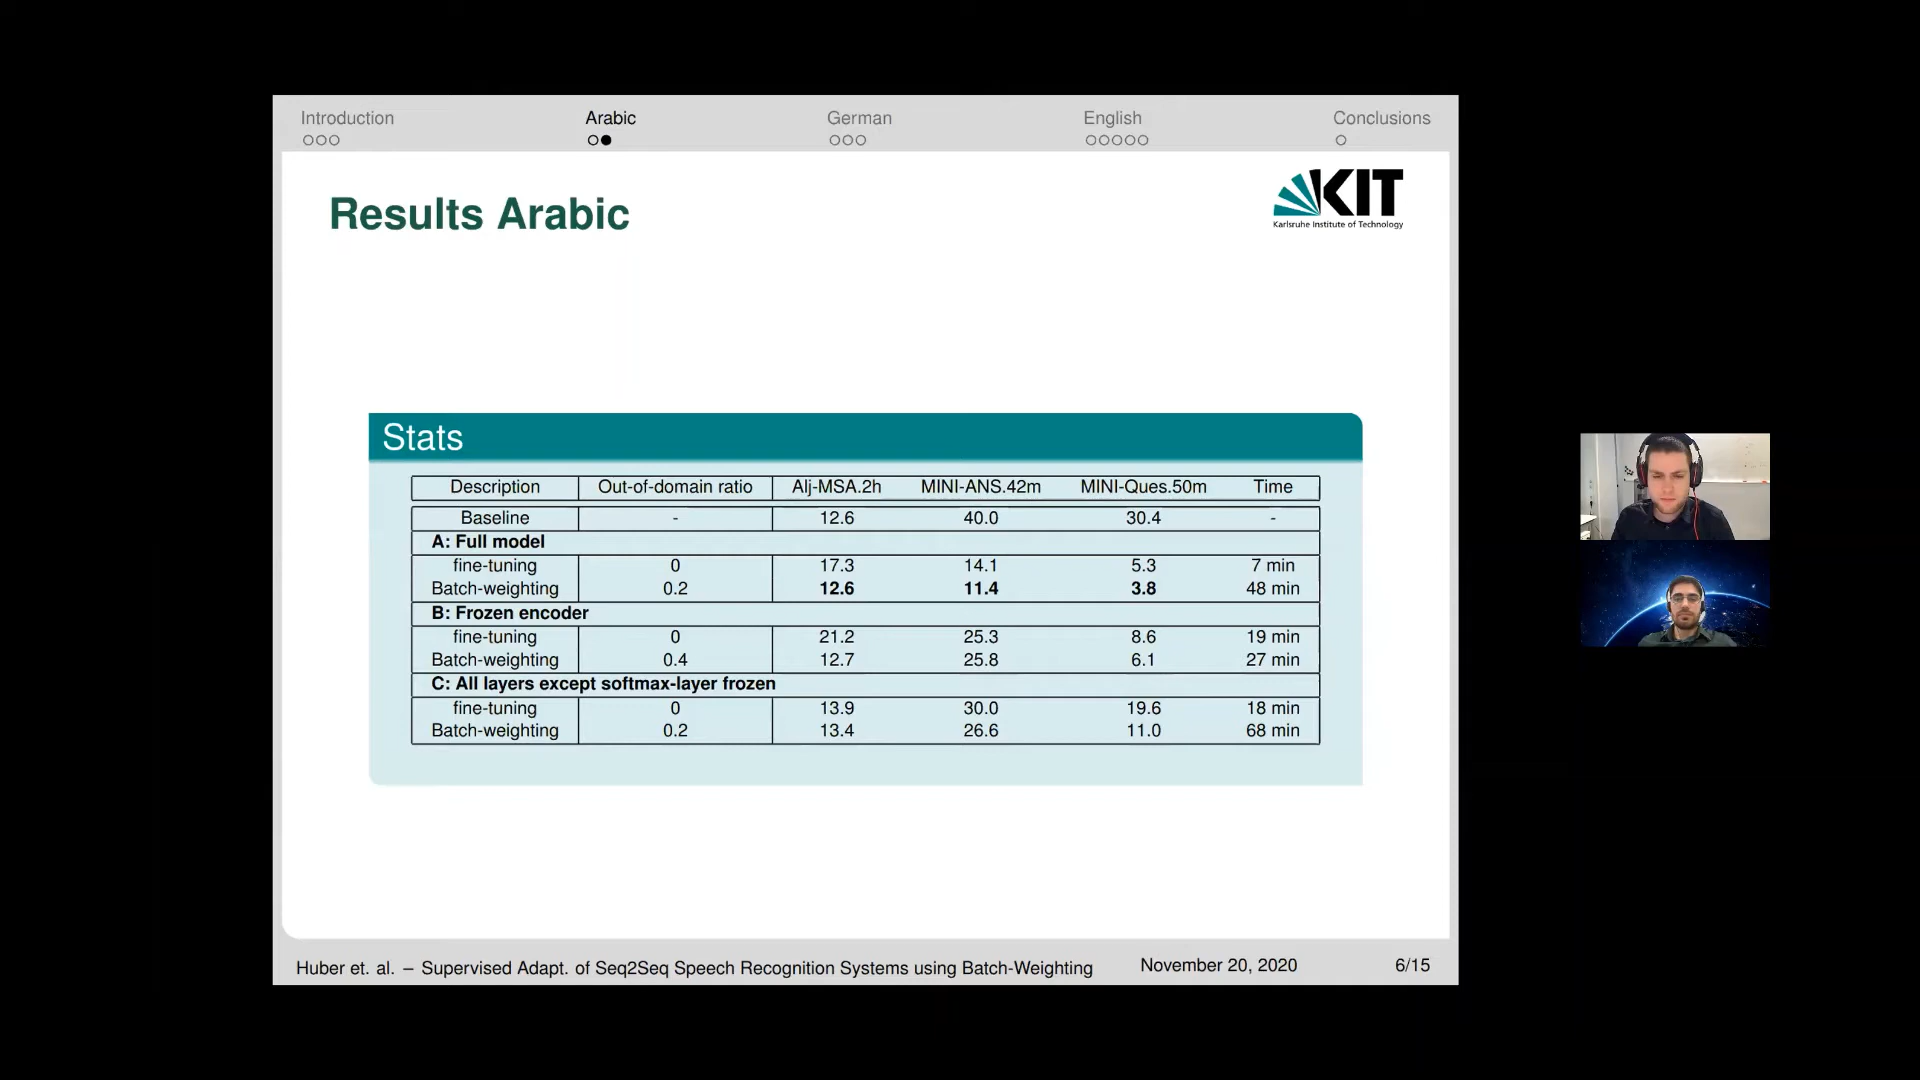 Introduction Arabic German English Conclusions
Results Arabic
KIT
Karlsruhe Institute of Technology
Stats
Description Out-of-domain ratio Alj-MSA.2h MINI-ANS.42m MINI-Ques.50m Time
Baseline - 12.6 40.0 30.4 -
A: Full model
fine-tuning 0 17.3 14.1 5.3 7 min
Batch-weighting 0.2 12.6 11.4 3.8 48 min
B: Frozen encoder
fine-tuning 0 21.2 25.3 8.6 19 min
Batch-weighting 0.4 12.7 25.8 6.1 27 min
C: All layers except softmax-layer frozen
fine-tuning 0 13.9 30.0 19.6 18 min
Batch-weighting 0.2 13.4 26.6 11.0 68 min
Huber et. al. – Supervised Adapt. of Seq2Seq Speech Recognition Systems using Batch-Weighting November 20, 2020 6/15